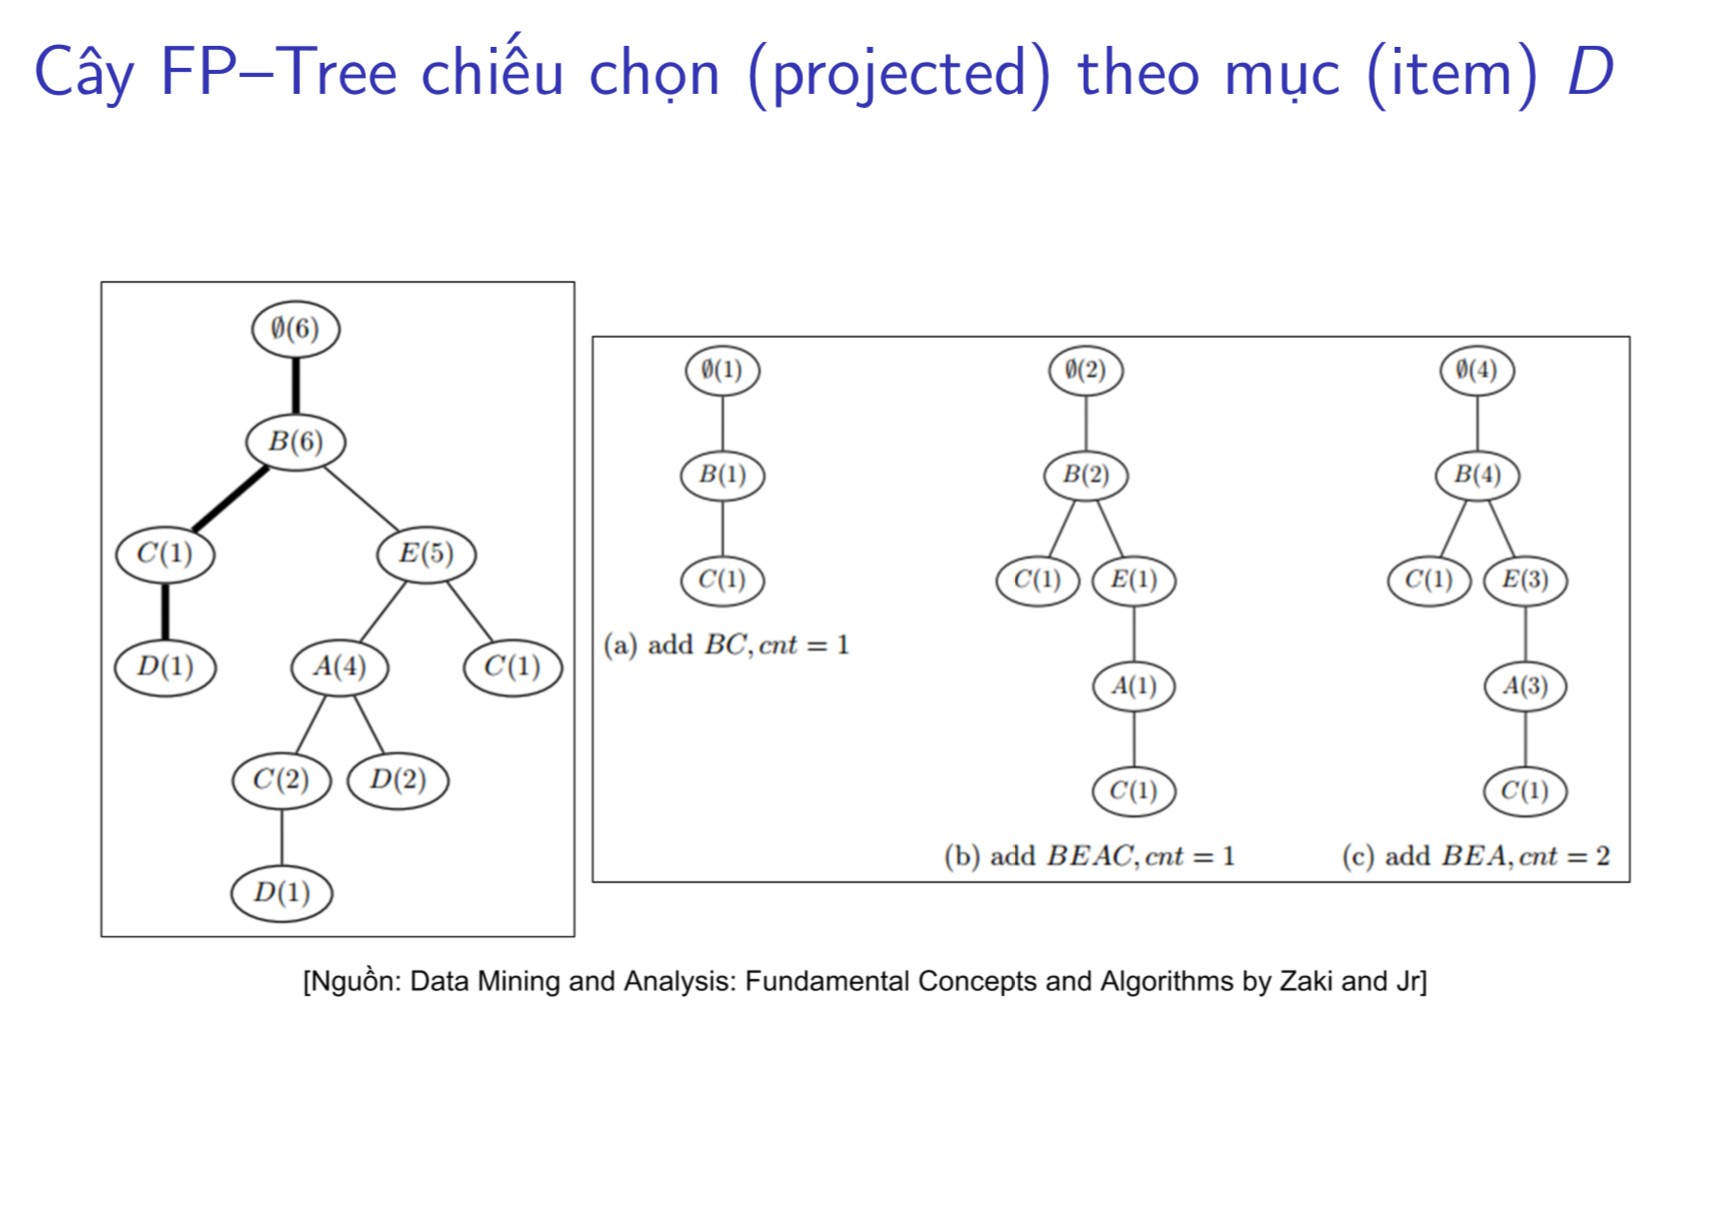 Cây FP–Tree chiếu chọn (projected) theo mục (item) D
∅(6)
B(6)
C(1) E(5)
D(1) A(4) C(1)
C(2) D(2)
D(1)
∅(1)
B(1)
C(1)
(a) add BC, cnt = 1
∅(2)
B(2)
C(1) E(1)
A(1)
C(1)
(b) add BEAC, cnt = 1
∅(4)
B(4)
C(1) E(3)
A(3)
C(1)
(c) add BEA, cnt = 2
[Nguồn: Data Mining and Analysis: Fundamental Concepts and Algorithms by Zaki and Jr]